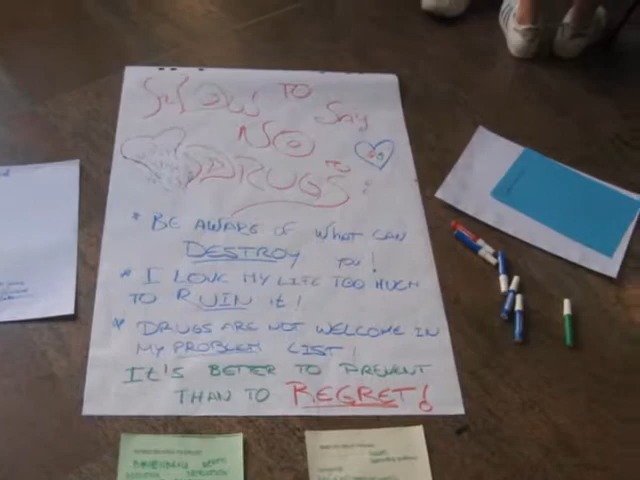 HOW TO
Say
NO TO
DRUGS:
* BE AWARE OF WHAT CAN
DESTROY YOU!
* I LOVE MY LIFE TOO MUCH
TO RUIN it!
* DRUGS ARE NOT WELCOME IN
MY PROBLEM LIST!
IT'S BETTER TO PREVENT
THAN TO REGRET!